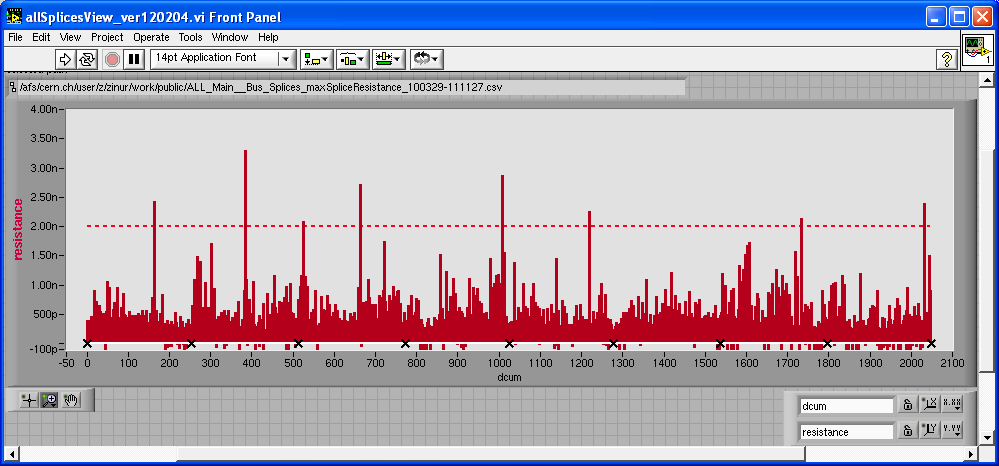 allSplicesView_ver120204.vi Front Panel
File Edit View Project Operate Tools Window Help
14pt Application Font
1
/afs/cern.ch/user/z/zinur/work/public/ALL_Main__Bus_Splices_maxSpliceResistance_100329-111127.csv
4.00n
3.50n
3.00n
2.50n
2.00n
1.50n
1.00n
500p
-100p
resistance
-50 0 100 200 300 400 500 600 700 800 900 1000 1100 1200 1300 1400 1500 1600 1700 1800 1900 2000 2100
dcum
dcum X X.XX
resistance Y Y.YY